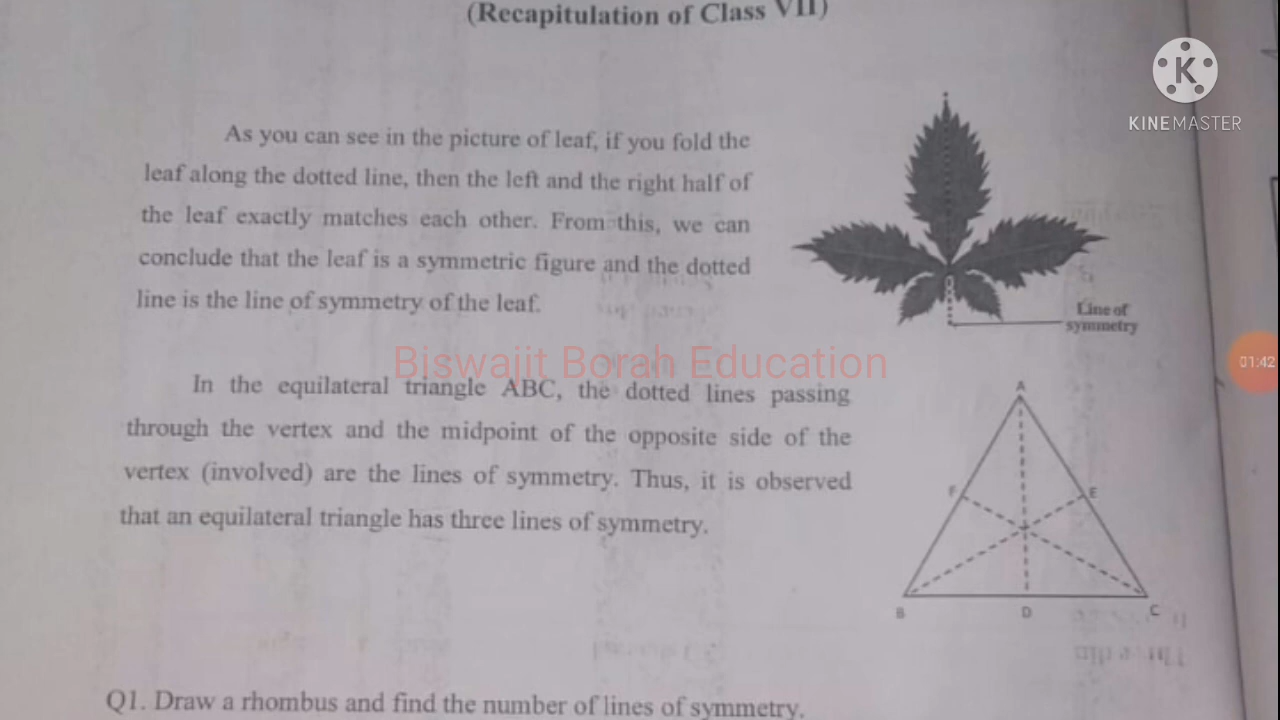 (Recapitulation of Class VII)
KINEMASTER
As you can see in the picture of leaf, if you fold the
leaf along the dotted line, then the left and the right half of
the leaf exactly matches each other. From this, we can
conclude that the leaf is a symmetric figure and the dotted
line is the line of symmetry of the leaf.
Line of
symmetry
Biswajit Borah Education
01:42
In the equilateral triangle ABC, the dotted lines passing
through the vertex and the midpoint of the opposite side of the
vertex (involved) are the lines of symmetry. Thus, it is observed
that an equilateral triangle has three lines of symmetry.
A
F
E
B
D
C
Q1. Draw a rhombus and find the number of lines of symmetry.